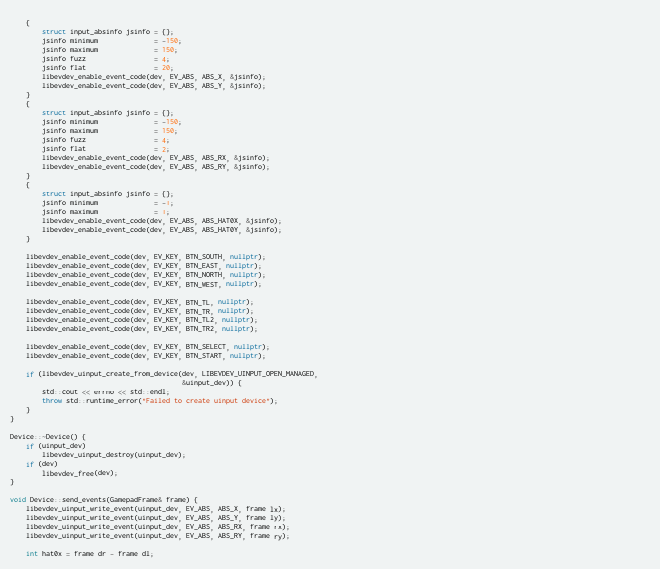 {
struct input_absinfo jsinfo = {};
jsinfo minimum = -150;
jsinfo maximum = 150;
jsinfo fuzz = 4;
jsinfo flat = 20;
libevdev_enable_event_code(dev, EV_ABS, ABS_X, &jsinfo);
libevdev_enable_event_code(dev, EV_ABS, ABS_Y, &jsinfo);
}
{
struct input_absinfo jsinfo = {};
jsinfo minimum = -150;
jsinfo maximum = 150;
jsinfo fuzz = 4;
jsinfo flat = 2;
libevdev_enable_event_code(dev, EV_ABS, ABS_RX, &jsinfo);
libevdev_enable_event_code(dev, EV_ABS, ABS_RY, &jsinfo);
}
{
struct input_absinfo jsinfo = {};
jsinfo minimum = -1;
jsinfo maximum = 1;
libevdev_enable_event_code(dev, EV_ABS, ABS_HAT0X, &jsinfo);
libevdev_enable_event_code(dev, EV_ABS, ABS_HAT0Y, &jsinfo);
}
libevdev_enable_event_code(dev, EV_KEY, BTN_SOUTH, nullptr);
libevdev_enable_event_code(dev, EV_KEY, BTN_EAST, nullptr);
libevdev_enable_event_code(dev, EV_KEY, BTN_NORTH, nullptr);
libevdev_enable_event_code(dev, EV_KEY, BTN_WEST, nullptr);
libevdev_enable_event_code(dev, EV_KEY, BTN_TL, nullptr);
libevdev_enable_event_code(dev, EV_KEY, BTN_TR, nullptr);
libevdev_enable_event_code(dev, EV_KEY, BTN_TL2, nullptr);
libevdev_enable_event_code(dev, EV_KEY, BTN_TR2, nullptr);
libevdev_enable_event_code(dev, EV_KEY, BTN_SELECT, nullptr);
libevdev_enable_event_code(dev, EV_KEY, BTN_START, nullptr);
if (libevdev_uinput_create_from_device(dev, LIBEVDEV_UINPUT_OPEN_MANAGED,
&uinput_dev)) {
std::cout << errno << std::endl;
throw std::runtime_error("Failed to create uinput device");
}
}
Device::~Device() {
if (uinput_dev)
libevdev_uinput_destroy(uinput_dev);
if (dev)
libevdev_free(dev);
}
void Device::send_events(GamepadFrame& frame) {
libevdev_uinput_write_event(uinput_dev, EV_ABS, ABS_X, frame lx);
libevdev_uinput_write_event(uinput_dev, EV_ABS, ABS_Y, frame ly);
libevdev_uinput_write_event(uinput_dev, EV_ABS, ABS_RX, frame rx);
libevdev_uinput_write_event(uinput_dev, EV_ABS, ABS_RY, frame ry);
int hat0x = frame dr - frame dl;